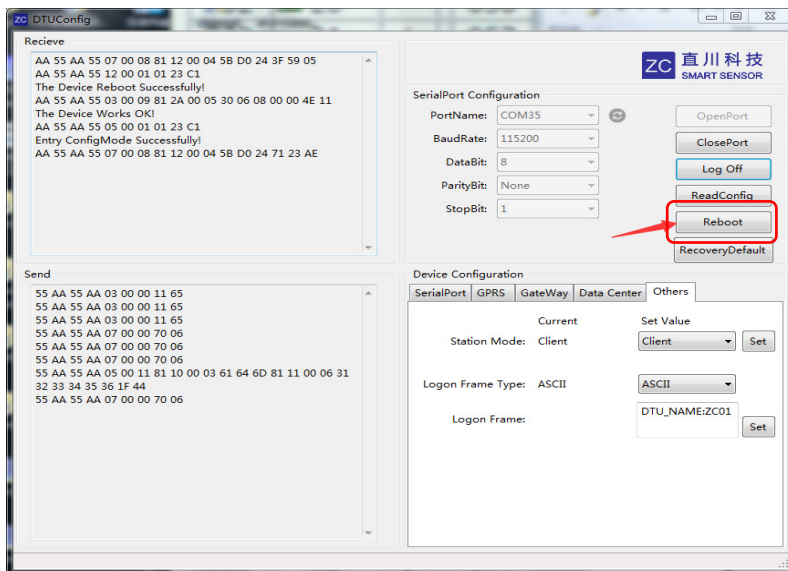 ZC DTUConfig
Recieve
AA 55 AA 55 07 00 08 81 12 00 04 5B D0 24 3F 59 05
AA 55 AA 55 12 00 01 01 23 C1
The Device Reboot Successfully!
AA 55 AA 55 03 00 09 81 2A 00 05 30 06 08 00 00 4E 11
The Device Works OK!
AA 55 AA 55 05 00 01 01 23 C1
Entry ConfigMode Successfully!
AA 55 AA 55 07 00 08 81 12 00 04 5B D0 24 71 23 AE
ZC 直川科技
SMART SENSOR
SerialPort Configuration
PortName: COM35 OpenPort
BaudRate: 115200 ClosePort
DataBit: 8 Log Off
ParityBit: None ReadConfig
StopBit: 1 Reboot
RecoveryDefault
Send
55 AA 55 AA 03 00 00 11 65
55 AA 55 AA 03 00 00 11 65
55 AA 55 AA 03 00 00 11 65
55 AA 55 AA 07 00 00 70 06
55 AA 55 AA 07 00 00 70 06
55 AA 55 AA 07 00 00 70 06
55 AA 55 AA 05 00 11 81 10 00 03 61 64 6D 81 11 00 06 31
32 33 34 35 36 1F 44
55 AA 55 AA 07 00 00 70 06
Device Configuration
SerialPort GPRS GateWay Data Center Others
Current Set Value
Station Mode: Client Client Set
Logon Frame Type: ASCII ASCII
Logon Frame: DTU_NAME:ZC01 Set